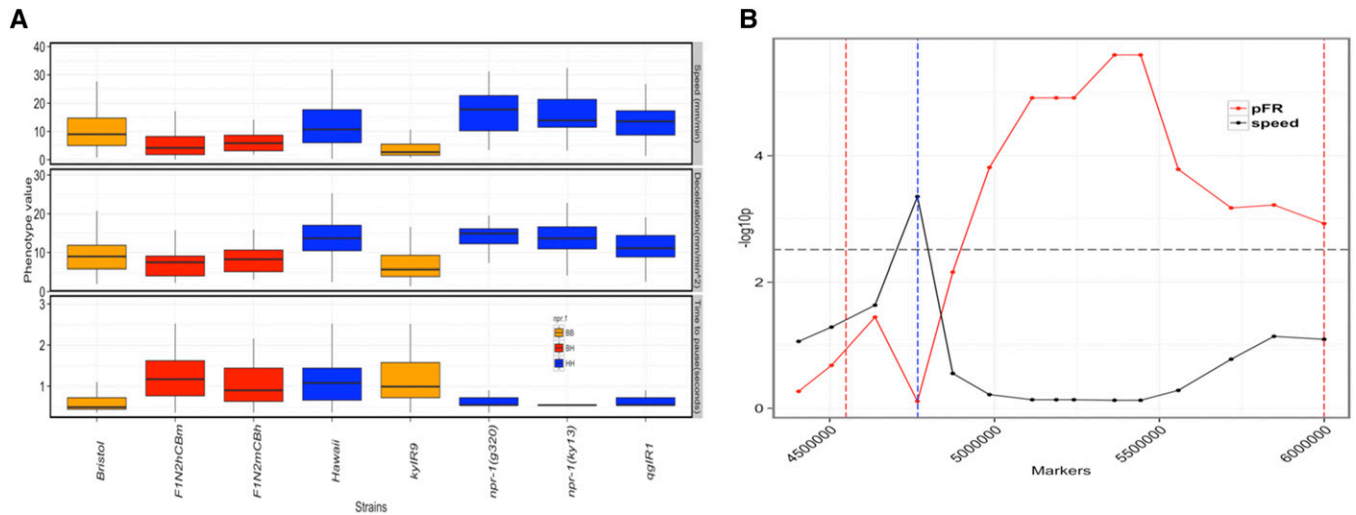 A
Phenotype value
40
30
20
10
0
Speed (mm/min)
30
20
10
0
Deceleration(mm/min^2)
3
2
1
Time to pause(seconds)
npr.1
BB
BH
HH
Bristol
F1N2hCBm
F1N2mCBh
Hawaii
kyIR9
npr-1(g320)
npr-1(ky13)
qgIR1
Strains
B
-log10p
4
2
0
pFR
speed
4500000
5000000
5500000
6000000
Markers